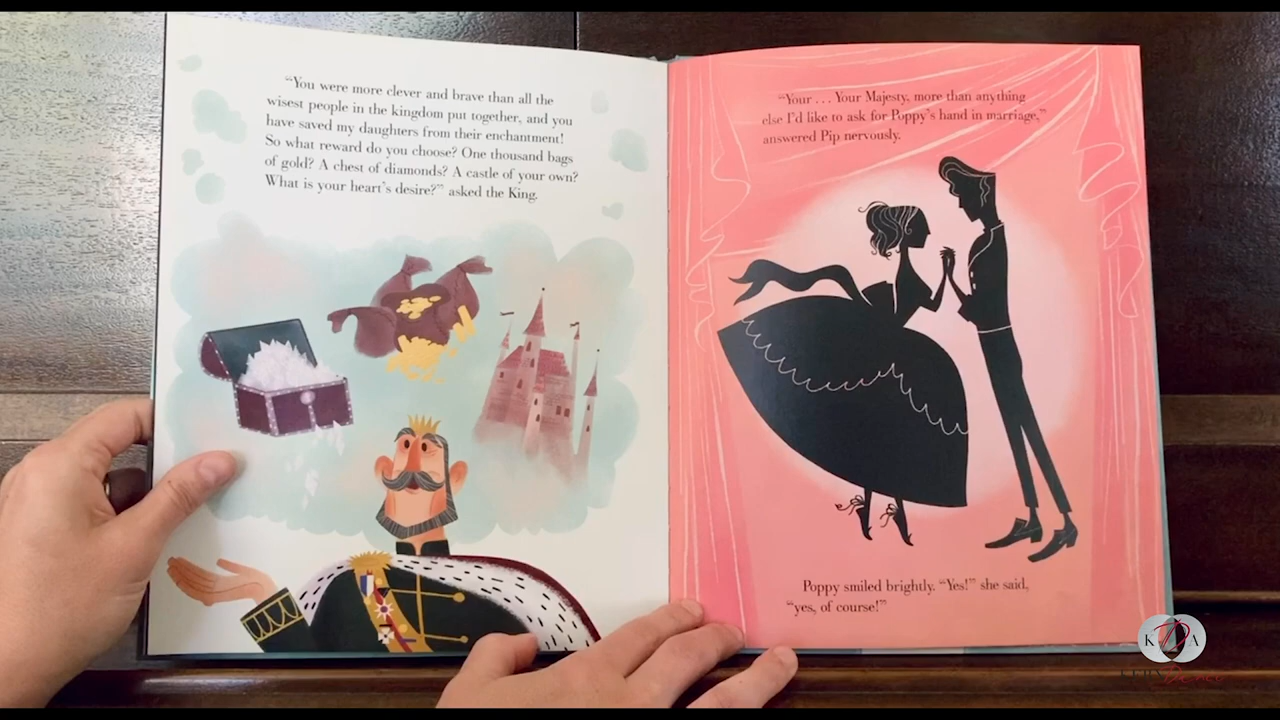 “You were more clever and brave than all the
wisest people in the kingdom put together, and you
have saved my daughters from their enchantment!
So what reward do you choose? One thousand bags
of gold? A chest of diamonds? A castle of your own?
What is your heart’s desire?” asked the King.
“Your . . . Your Majesty, more than anything
else I’d like to ask for Poppy’s hand in marriage,”
answered Pip nervously.
Poppy smiled brightly. “Yes!” she said,
“yes, of course!”
K D A